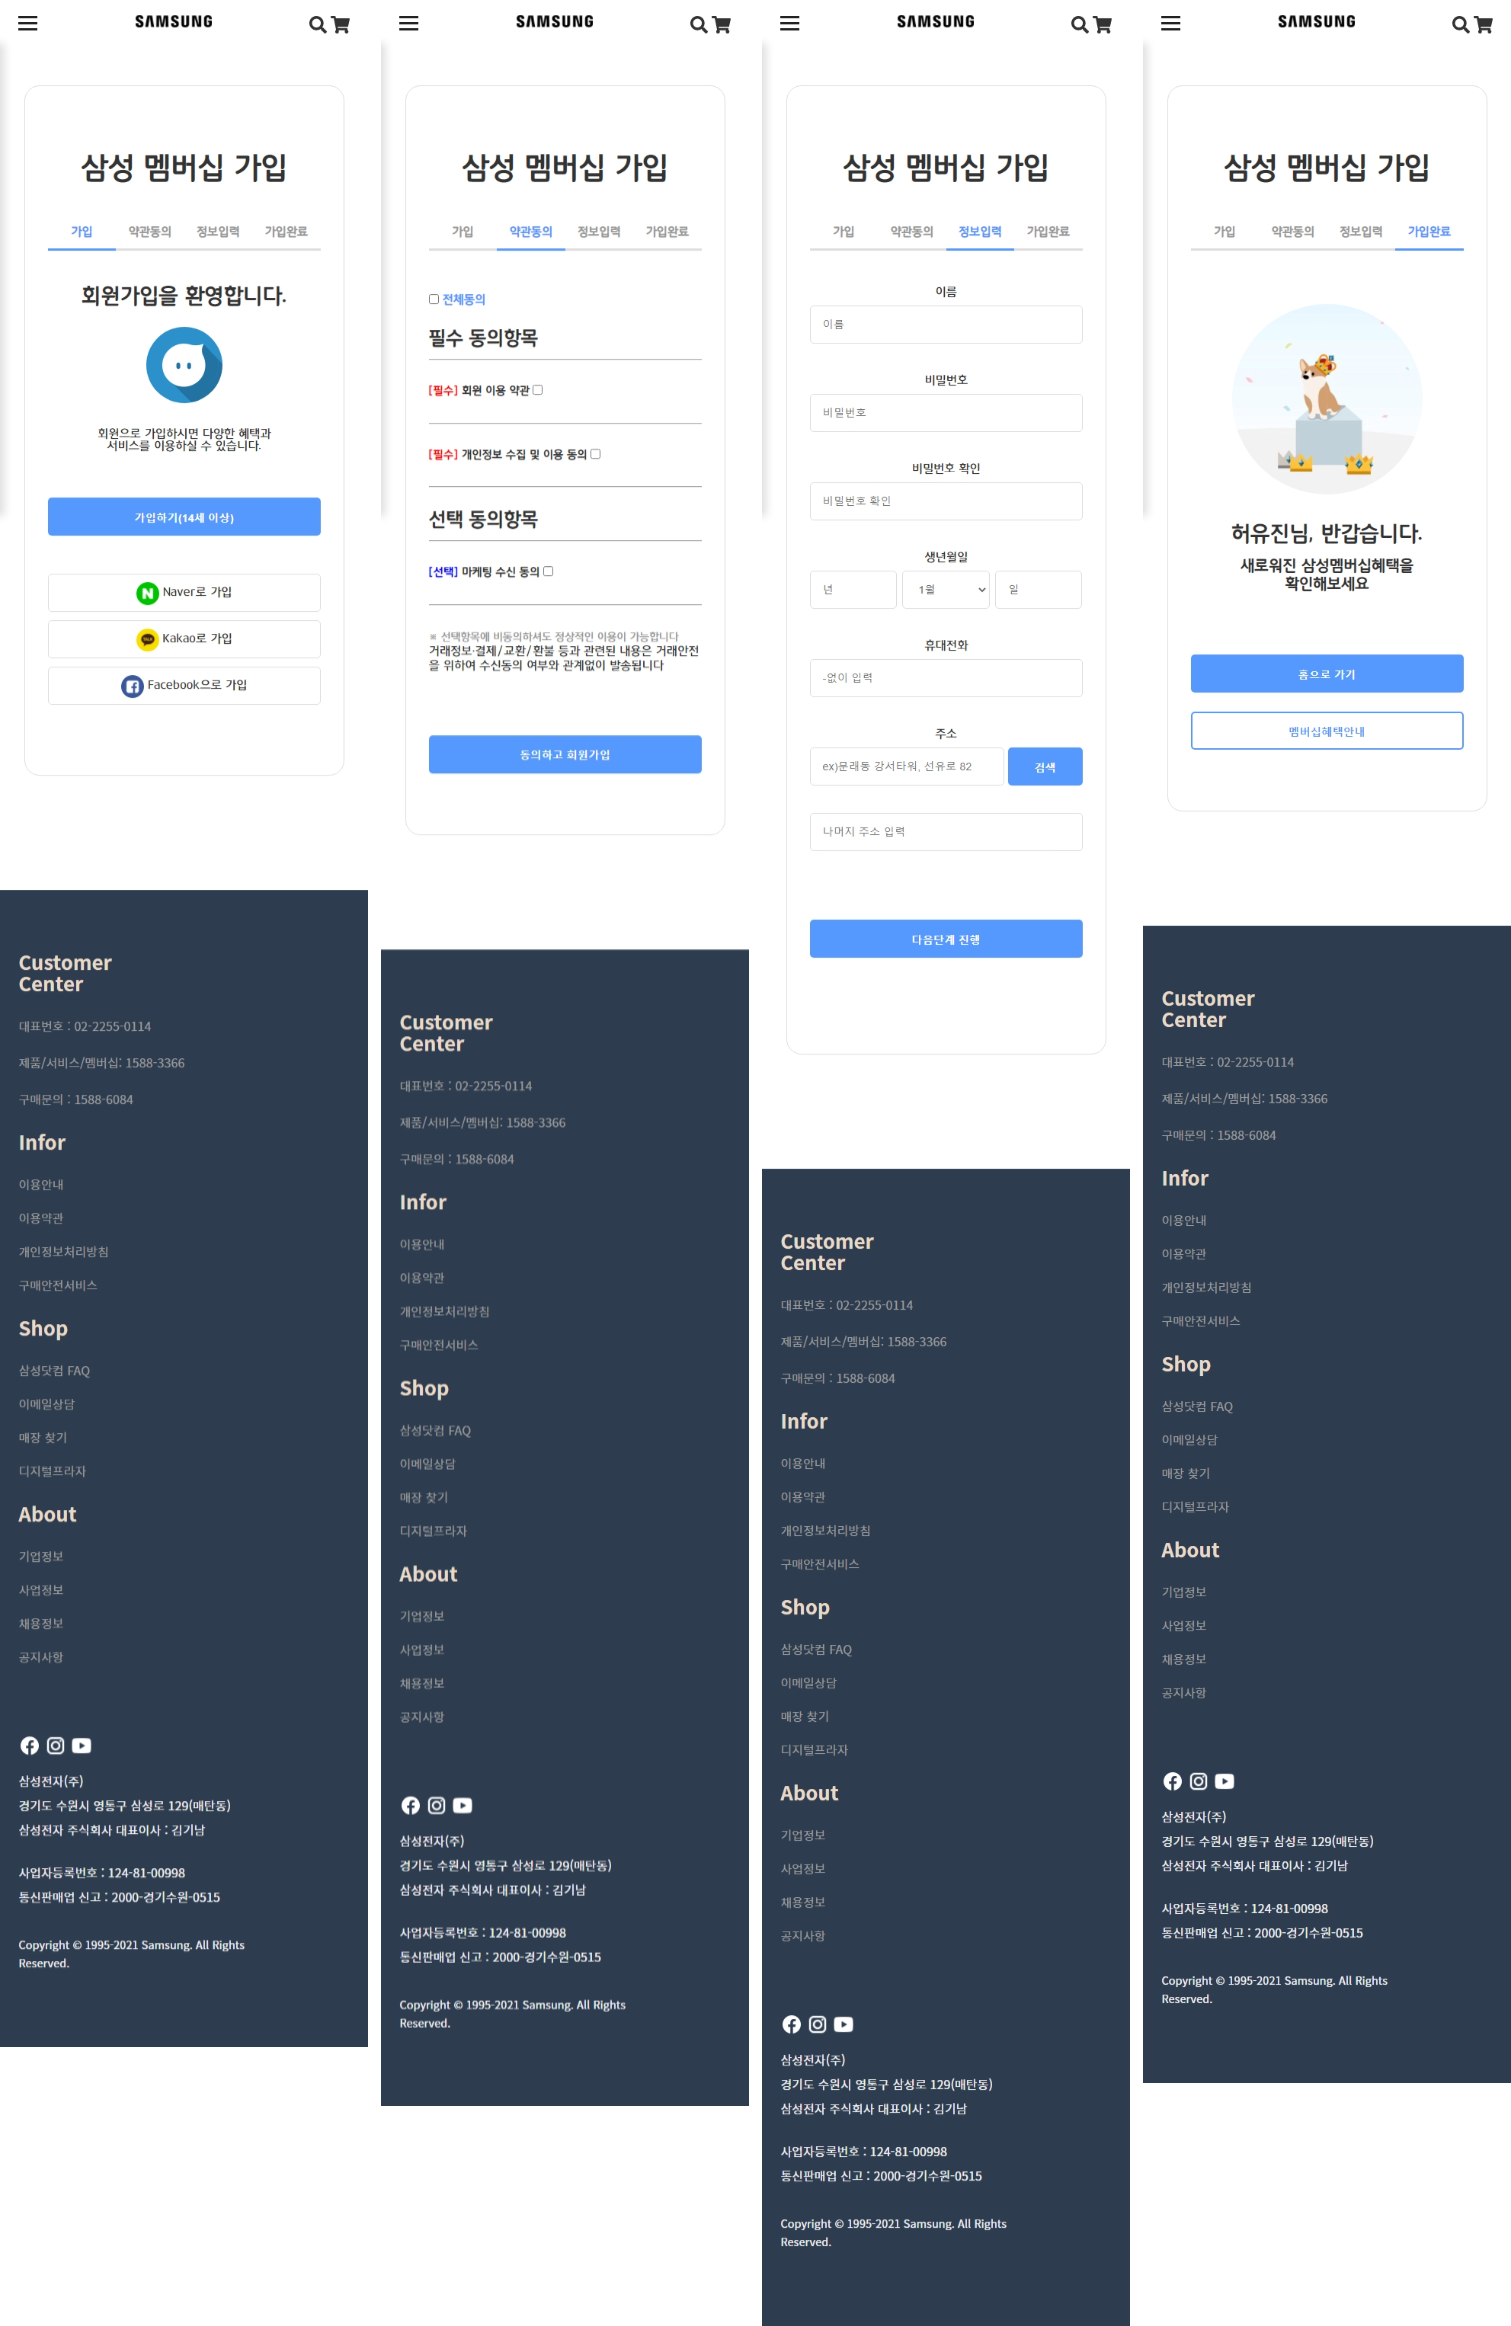 SAMSUNG
삼성 멤버십 가입
가입 약관동의 정보입력 가입완료
회원가입을 환영합니다.
회원으로 가입하시면 다양한 혜택과
서비스를 이용하실 수 있습니다.
가입하기(14세 이상)
N Naver로 가입
TALK Kakao로 가입
Facebook으로 가입
Customer
Center
대표번호 : 02-2255-0114
제품/서비스/멤버십: 1588-3366
구매문의 : 1588-6084
Infor
이용안내
이용약관
개인정보처리방침
구매안전서비스
Shop
삼성닷컴 FAQ
이메일상담
매장 찾기
디지털프라자
About
기업정보
사업정보
채용정보
공지사항
삼성전자(주)
경기도 수원시 영통구 삼성로 129(매탄동)
삼성전자 주식회사 대표이사 : 김기남
사업자등록번호 : 124-81-00998
통신판매업 신고 : 2000-경기수원-0515
Copyright © 1995-2021 Samsung. All Rights
Reserved.
SAMSUNG
삼성 멤버십 가입
가입 약관동의 정보입력 가입완료
전체동의
필수 동의항목
[필수] 회원 이용 약관
[필수] 개인정보 수집 및 이용 동의
선택 동의항목
[선택] 마케팅 수신 동의
※ 선택항목에 비동의하셔도 정상적인 이용이 가능합니다
거래정보·결제/교환/환불 등과 관련된 내용은 거래안전
을 위하여 수신동의 여부와 관계없이 발송됩니다
동의하고 회원가입
Customer
Center
대표번호 : 02-2255-0114
제품/서비스/멤버십: 1588-3366
구매문의 : 1588-6084
Infor
이용안내
이용약관
개인정보처리방침
구매안전서비스
Shop
삼성닷컴 FAQ
이메일상담
매장 찾기
디지털프라자
About
기업정보
사업정보
채용정보
공지사항
삼성전자(주)
경기도 수원시 영통구 삼성로 129(매탄동)
삼성전자 주식회사 대표이사 : 김기남
사업자등록번호 : 124-81-00998
통신판매업 신고 : 2000-경기수원-0515
Copyright © 1995-2021 Samsung. All Rights
Reserved.
SAMSUNG
삼성 멤버십 가입
가입 약관동의 정보입력 가입완료
이름
이름
비밀번호
비밀번호
비밀번호 확인
비밀번호 확인
생년월일
년 1월 일
휴대전화
-없이 입력
주소
ex)문래동 강서타워, 선유로 82 검색
나머지 주소 입력
다음단계 진행
Customer
Center
대표번호 : 02-2255-0114
제품/서비스/멤버십: 1588-3366
구매문의 : 1588-6084
Infor
이용안내
이용약관
개인정보처리방침
구매안전서비스
Shop
삼성닷컴 FAQ
이메일상담
매장 찾기
디지털프라자
About
기업정보
사업정보
채용정보
공지사항
삼성전자(주)
경기도 수원시 영통구 삼성로 129(매탄동)
삼성전자 주식회사 대표이사 : 김기남
사업자등록번호 : 124-81-00998
통신판매업 신고 : 2000-경기수원-0515
Copyright © 1995-2021 Samsung. All Rights
Reserved.
SAMSUNG
삼성 멤버십 가입
가입 약관동의 정보입력 가입완료
허유진님, 반갑습니다.
새로워진 삼성멤버십혜택을
확인해보세요
홈으로 가기
멤버십혜택안내
Customer
Center
대표번호 : 02-2255-0114
제품/서비스/멤버십: 1588-3366
구매문의 : 1588-6084
Infor
이용안내
이용약관
개인정보처리방침
구매안전서비스
Shop
삼성닷컴 FAQ
이메일상담
매장 찾기
디지털프라자
About
기업정보
사업정보
채용정보
공지사항
삼성전자(주)
경기도 수원시 영통구 삼성로 129(매탄동)
삼성전자 주식회사 대표이사 : 김기남
사업자등록번호 : 124-81-00998
통신판매업 신고 : 2000-경기수원-0515
Copyright © 1995-2021 Samsung. All Rights
Reserved.